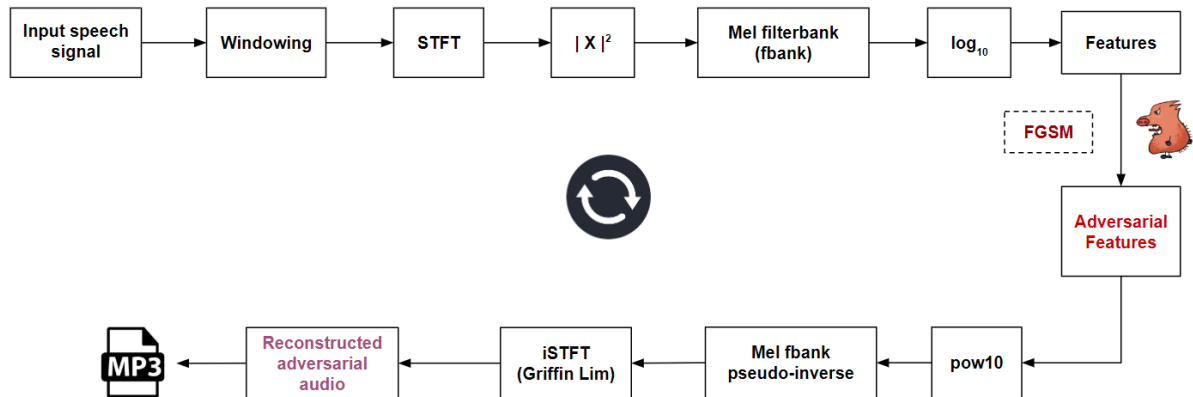 Input speech
signal
Windowing
STFT
| X |²
Mel filterbank
(fbank)
log₁₀
Features
FGSM
Adversarial
Features
pow10
Mel fbank
pseudo-inverse
iSTFT
(Griffin Lim)
Reconstructed
adversarial
audio
MP3